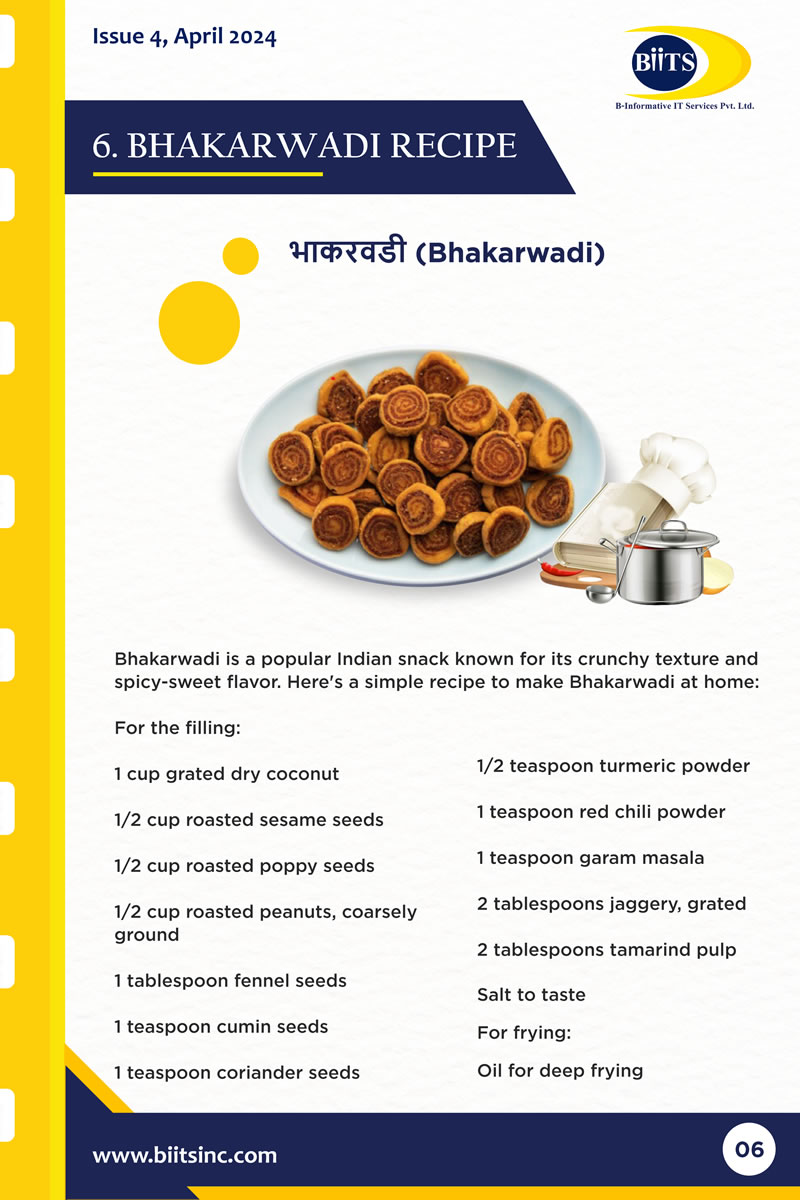 Issue 4, April 2024
BiiTS
B-Informative IT Services Pvt. Ltd.
6. BHAKARWADI RECIPE
भाकरवडी (Bhakarwadi)
Bhakarwadi is a popular Indian snack known for its crunchy texture and
spicy-sweet flavor. Here's a simple recipe to make Bhakarwadi at home:
For the filling:
1 cup grated dry coconut
1/2 cup roasted sesame seeds
1/2 cup roasted poppy seeds
1/2 cup roasted peanuts, coarsely
ground
1 tablespoon fennel seeds
1 teaspoon cumin seeds
1 teaspoon coriander seeds
1/2 teaspoon turmeric powder
1 teaspoon red chili powder
1 teaspoon garam masala
2 tablespoons jaggery, grated
2 tablespoons tamarind pulp
Salt to taste
For frying:
Oil for deep frying
www.biitsinc.com
06